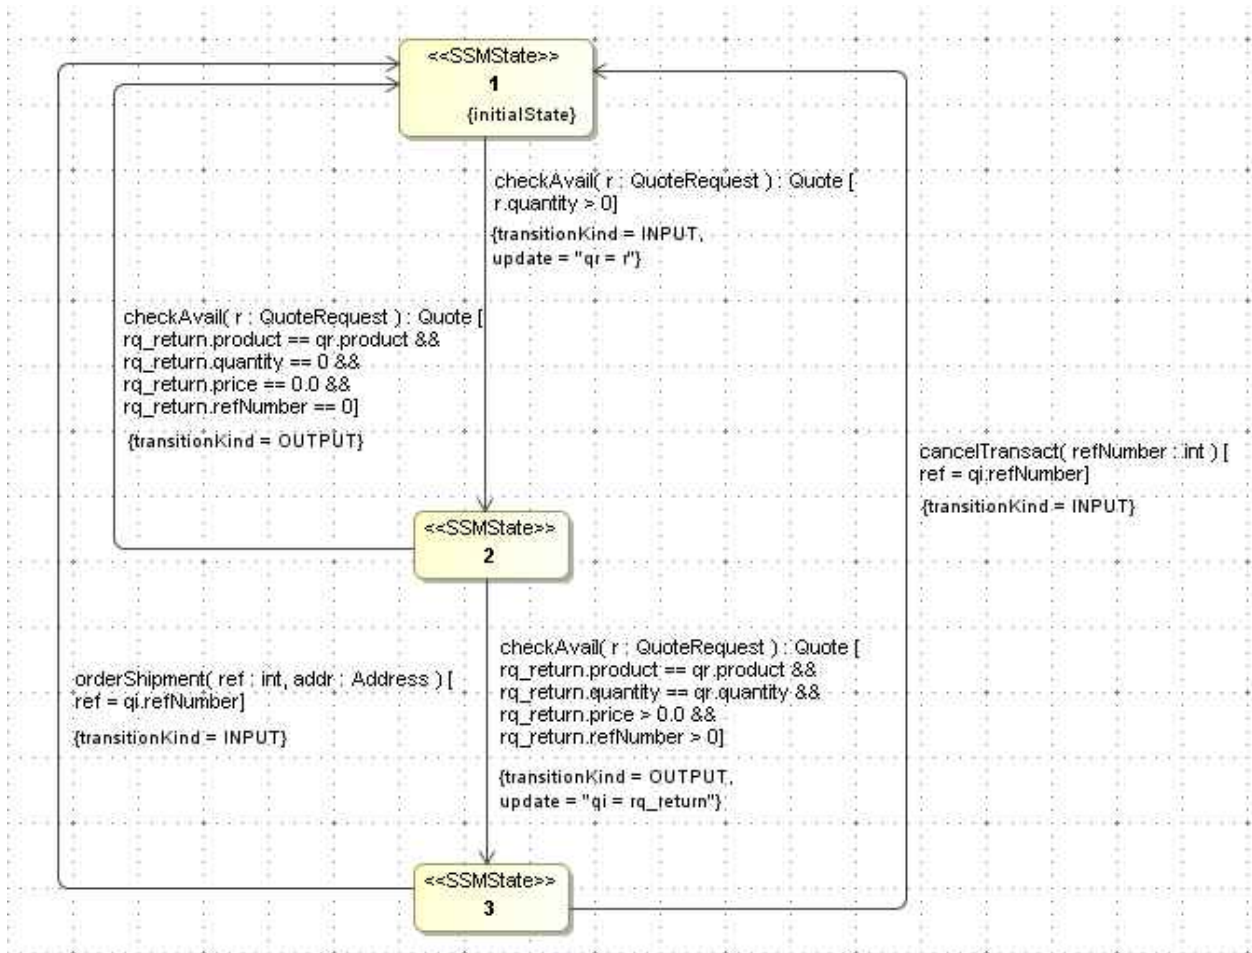 <<SSMState>>
1
{initialState}
checkAvail( r : QuoteRequest ) : Quote [
r.quantity > 0]
{transitionKind = INPUT,
update = "qr = r"}
checkAvail( r : QuoteRequest ) : Quote [
rq_return.product == qr.product &&
rq_return.quantity == 0 &&
rq_return.price == 0.0 &&
rq_return.refNumber == 0]
{transitionKind = OUTPUT}
cancelTransact( refNumber : int ) [
ref = qi.refNumber]
{transitionKind = INPUT}
<<SSMState>>
2
checkAvail( r : QuoteRequest ) : Quote [
rq_return.product == qr.product &&
rq_return.quantity == qr.quantity &&
rq_return.price > 0.0 &&
rq_return.refNumber > 0]
{transitionKind = OUTPUT,
update = "qi = rq_return"}
orderShipment( ref : int, addr : Address ) [
ref = qi.refNumber]
{transitionKind = INPUT}
<<SSMState>>
3